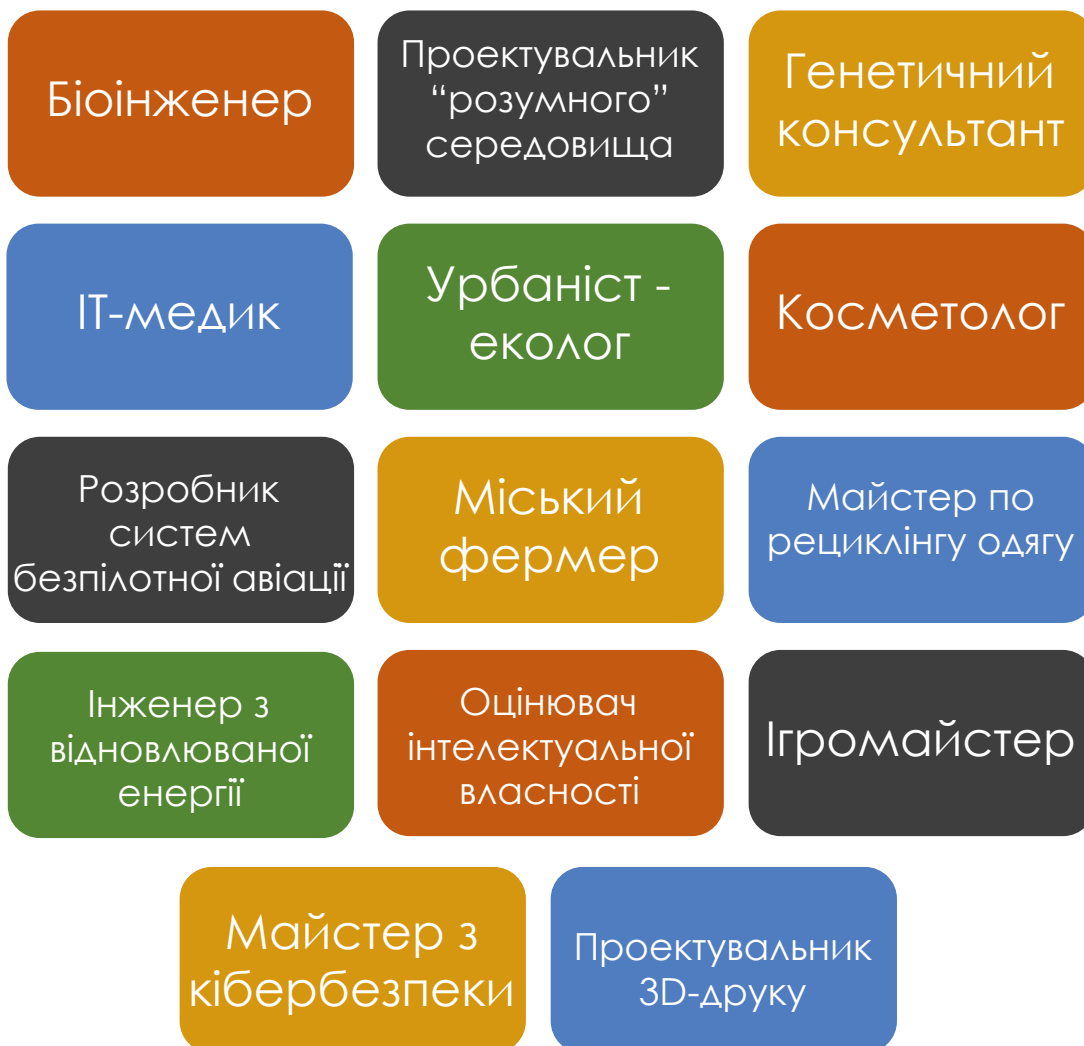 Біоінженер
Проектувальник
“розумного”
середовища
Генетичний
консультант
ІТ-медик
Урбаніст -
еколог
Косметолог
Розробник
систем
безпілотної авіації
Міський
фермер
Майстер по
рециклінгу одягу
Інженер з
відновлюваної
енергії
Оцінювач
інтелектуальної
власності
Ігромайстер
Майстер з
кібербезпеки
Проектувальник
3D-друку